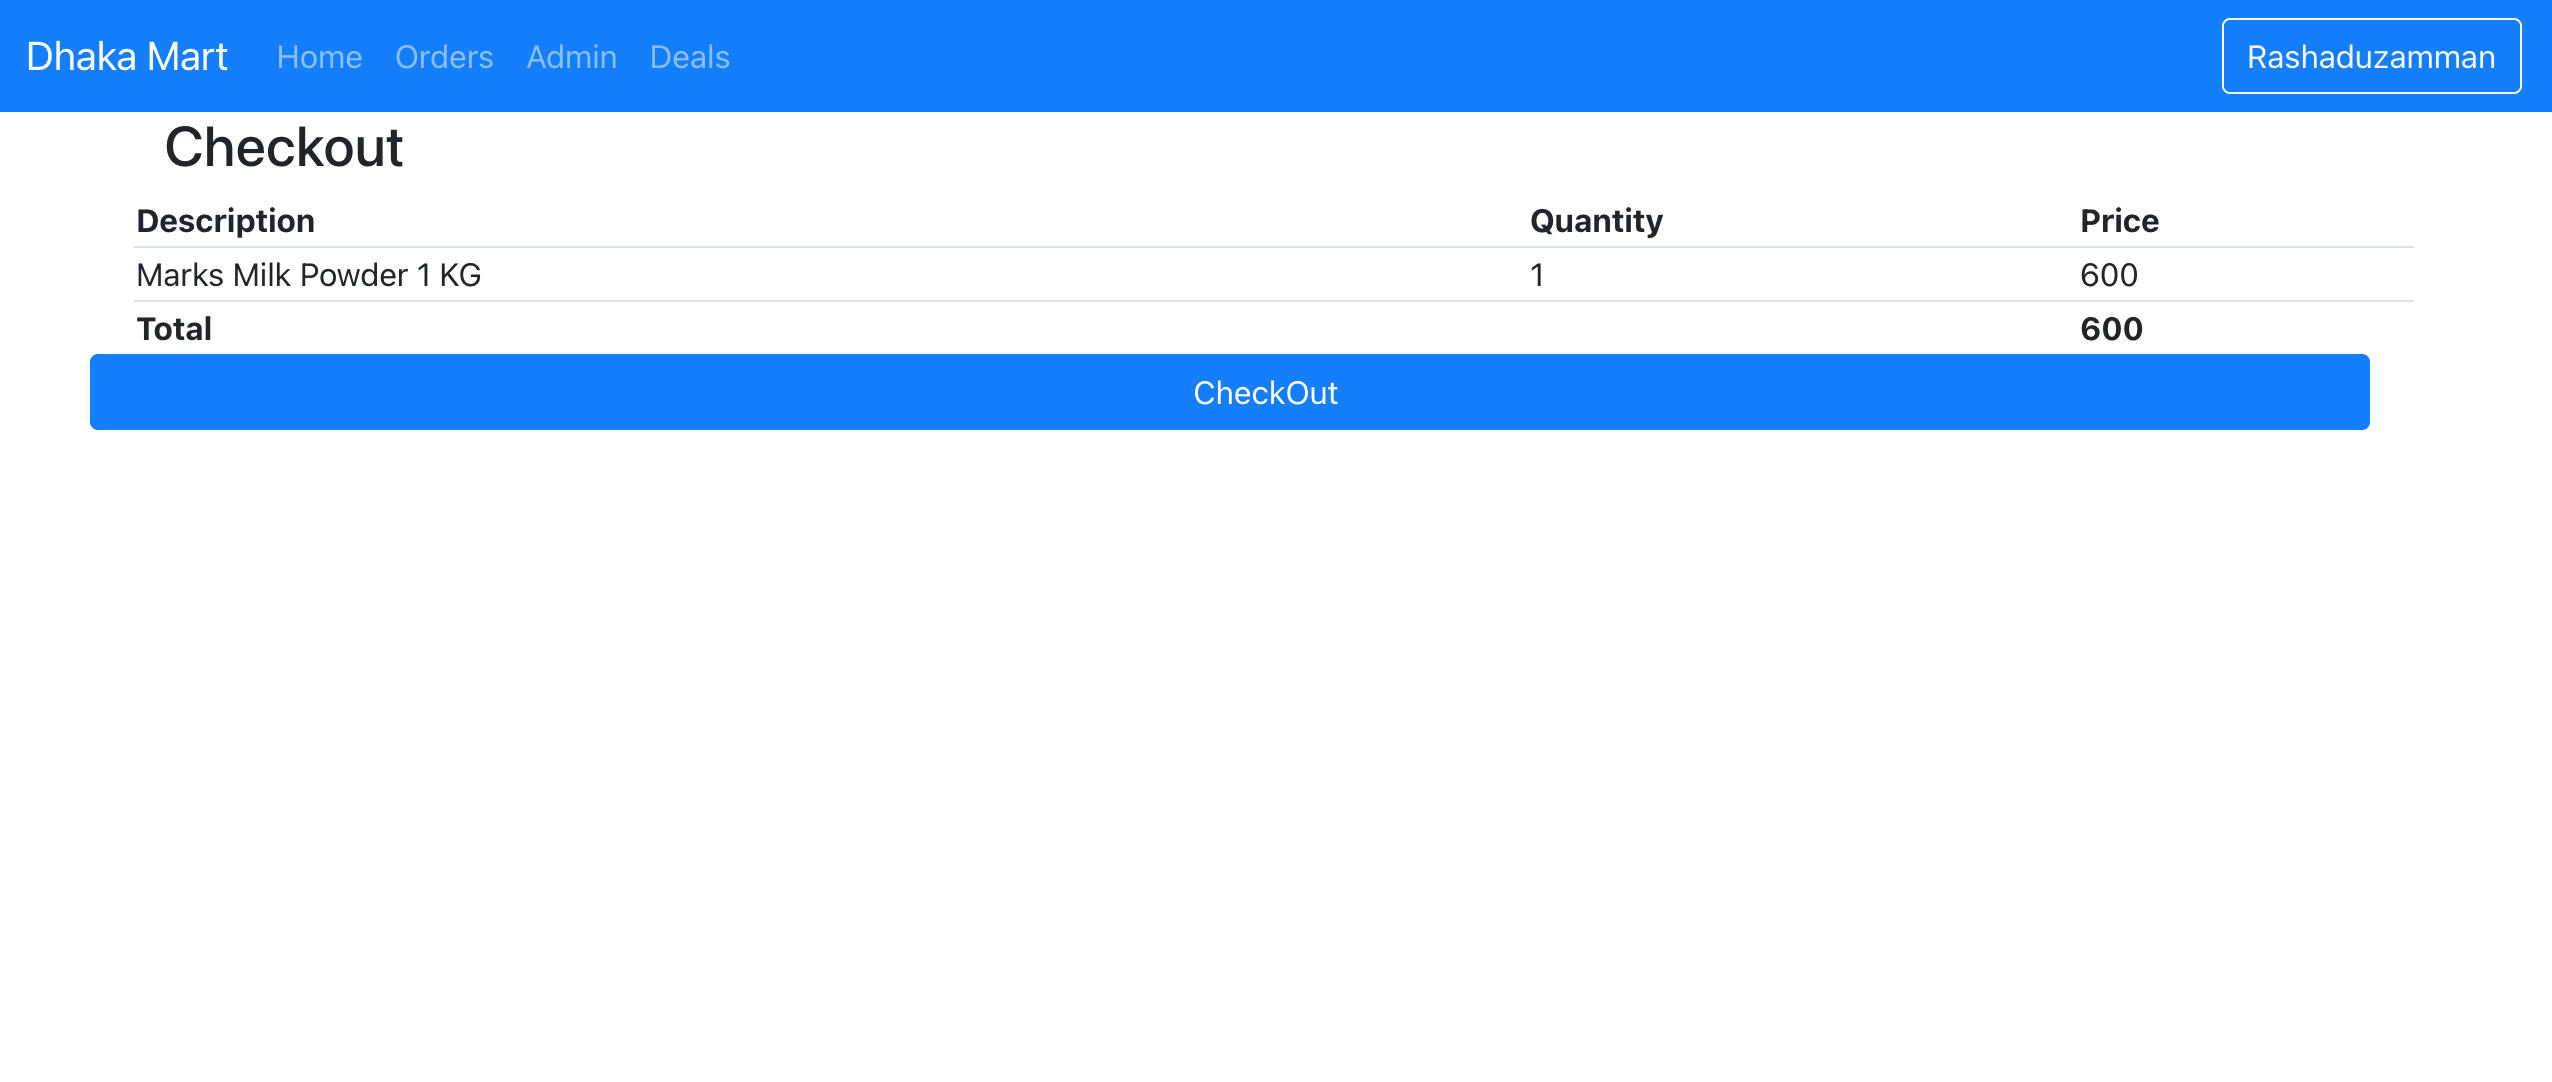 Dhaka Mart Home Orders Admin Deals Rashaduzamman
Checkout
Description Quantity Price
Marks Milk Powder 1 KG 1 600
Total 600
CheckOut